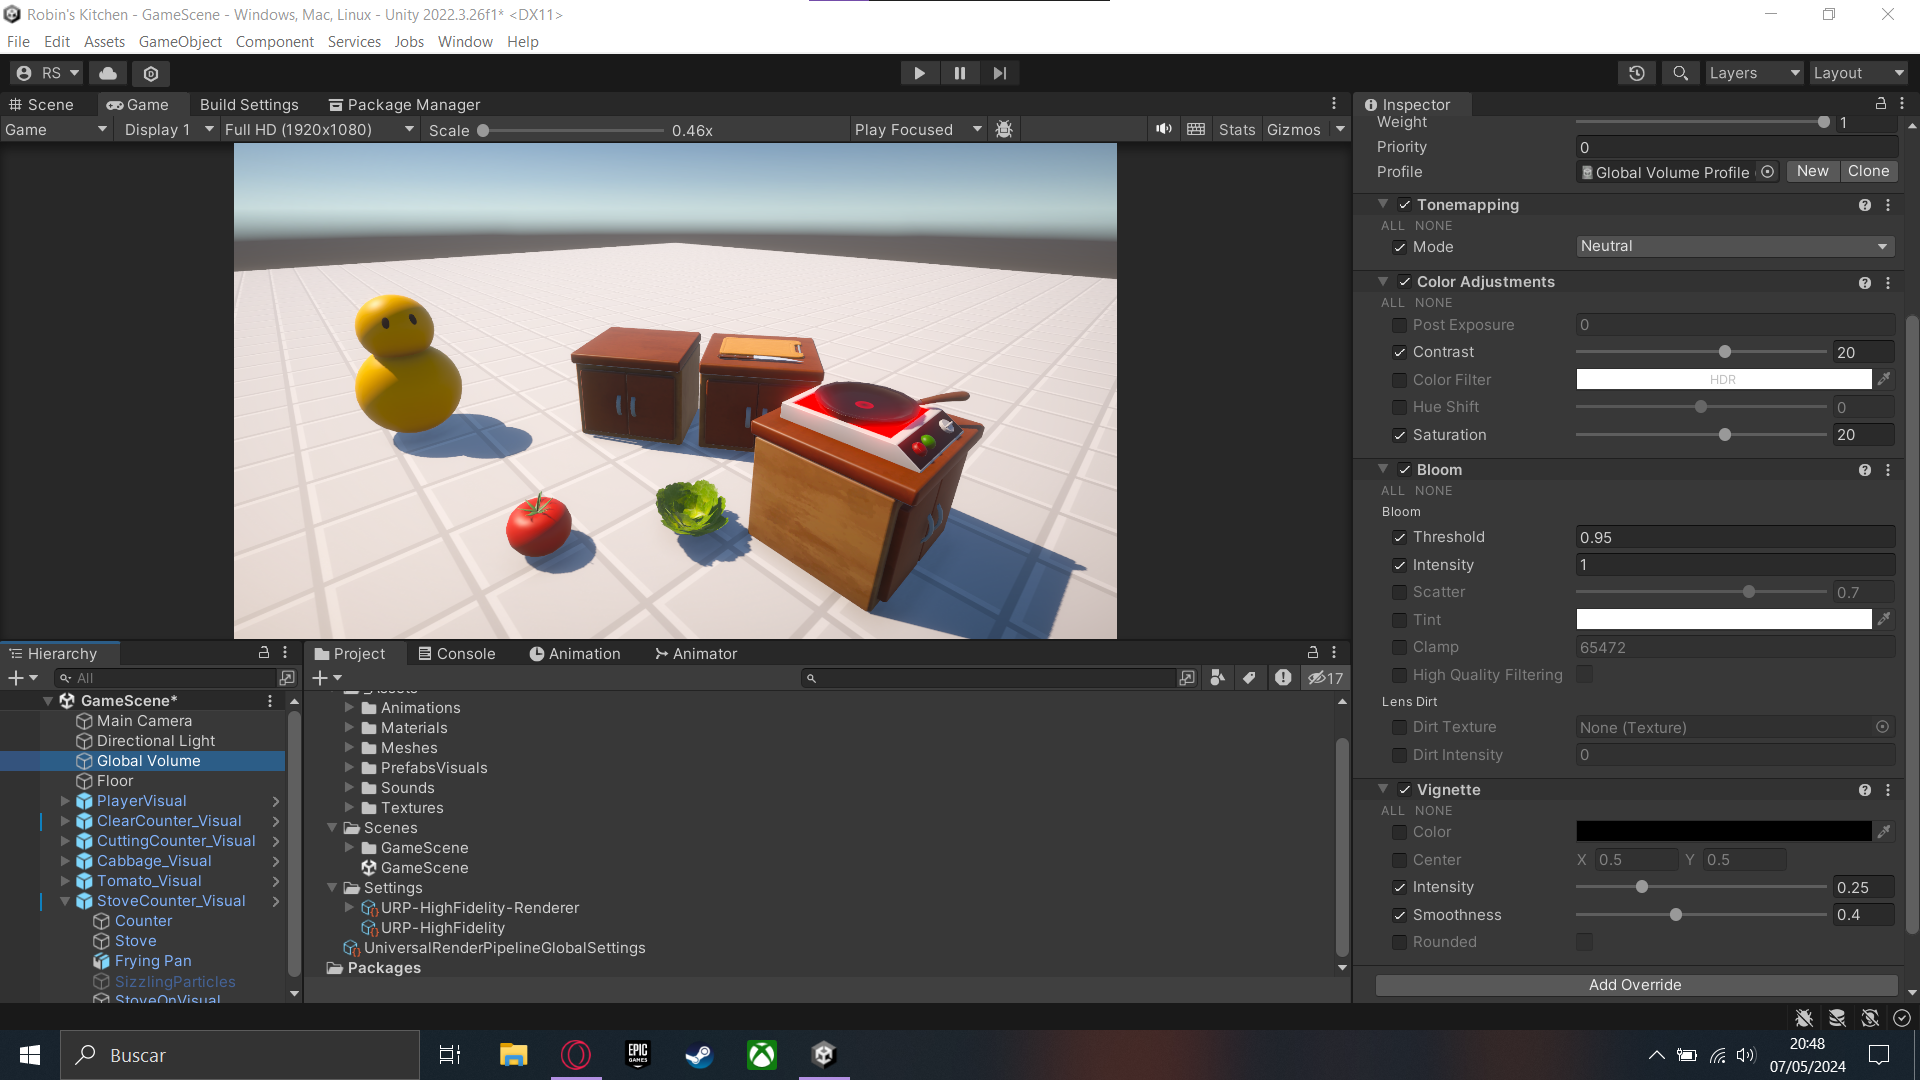 Robin's Kitchen - GameScene - Windows, Mac, Linux - Unity 2022.3.26f1* <DX11>
File Edit Assets GameObject Component Services Jobs Window Help
RS Layers Layout
Scene Game Build Settings Package Manager
Game Display 1 Full HD (1920x1080) Scale 0.46x Play Focused Stats Gizmos
Inspector
Weight 1
Priority 0
Profile Global Volume Profile New Clone
Tonemapping
ALL NONE
Mode Neutral
Color Adjustments
ALL NONE
Post Exposure 0
Contrast 20
Color Filter HDR
Hue Shift 0
Saturation 20
Bloom
ALL NONE
Bloom
Threshold 0.95
Intensity 1
Scatter 0.7
Tint
Clamp 65472
High Quality Filtering
Lens Dirt
Dirt Texture None (Texture)
Dirt Intensity 0
Vignette
ALL NONE
Color
Center X 0.5 Y 0.5
Intensity 0.25
Smoothness 0.4
Rounded
Add Override
Hierarchy
All
GameScene*
Main Camera
Directional Light
Global Volume
Floor
PlayerVisual
ClearCounter_Visual
CuttingCounter_Visual
Cabbage_Visual
Tomato_Visual
StoveCounter_Visual
Counter
Stove
Frying Pan
SizzlingParticles
StoveOnVisual
Project Console Animation Animator
17
_Assets
Animations
Materials
Meshes
PrefabsVisuals
Sounds
Textures
Scenes
GameScene
GameScene
Settings
URP-HighFidelity-Renderer
URP-HighFidelity
UniversalRenderPipelineGlobalSettings
Packages
Buscar
EPIC GAMES
20:48
07/05/2024